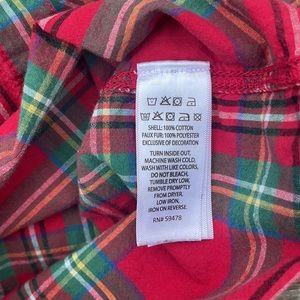 SHELL: 100% COTTON
FAUX FUR: 100% POLYESTER
EXCLUSIVE OF DECORATION
TURN INSIDE OUT.
MACHINE WASH COLD,
WASH WITH LIKE COLORS,
DO NOT BLEACH,
TUMBLE DRY LOW,
REMOVE PROMPTLY
FROM DRYER.
LOW IRON,
IRON ON REVERSE.
RN# 59478